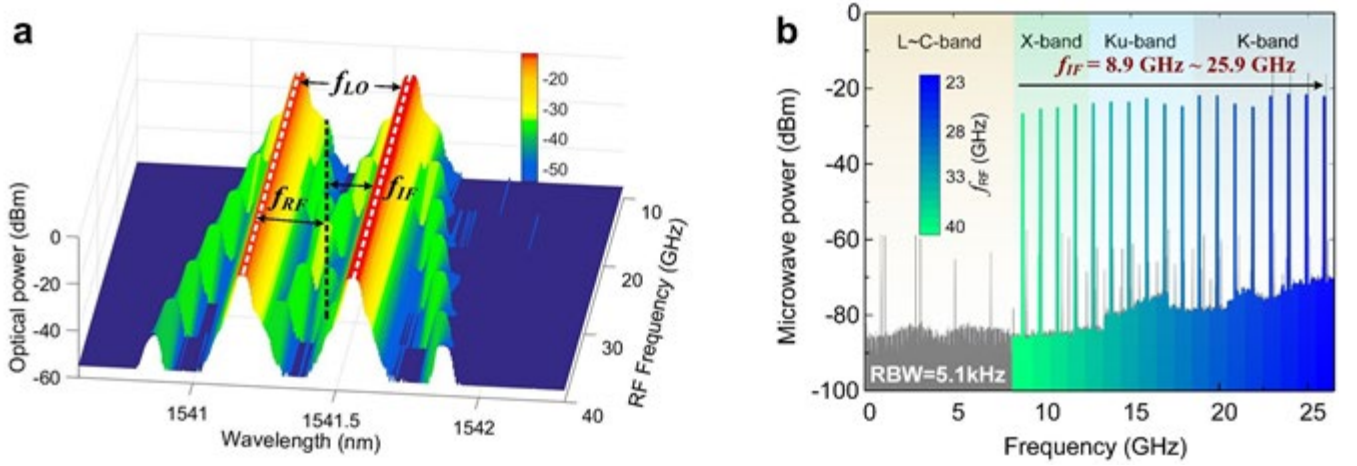 a
f_LO
f_RF
f_IF
-20
-30
-40
-50
Optical power (dBm)
0
-20
-40
-60
1541
1541.5
1542
Wavelength (nm)
10
20
30
40
RF Frequency (GHz)
b
L~C-band
X-band
Ku-band
K-band
f_IF = 8.9 GHz ~ 25.9 GHz
23
28
33
40
f_RF (GHz)
Microwave power (dBm)
0
-20
-40
-60
-80
-100
RBW=5.1kHz
0
5
10
15
20
25
Frequency (GHz)